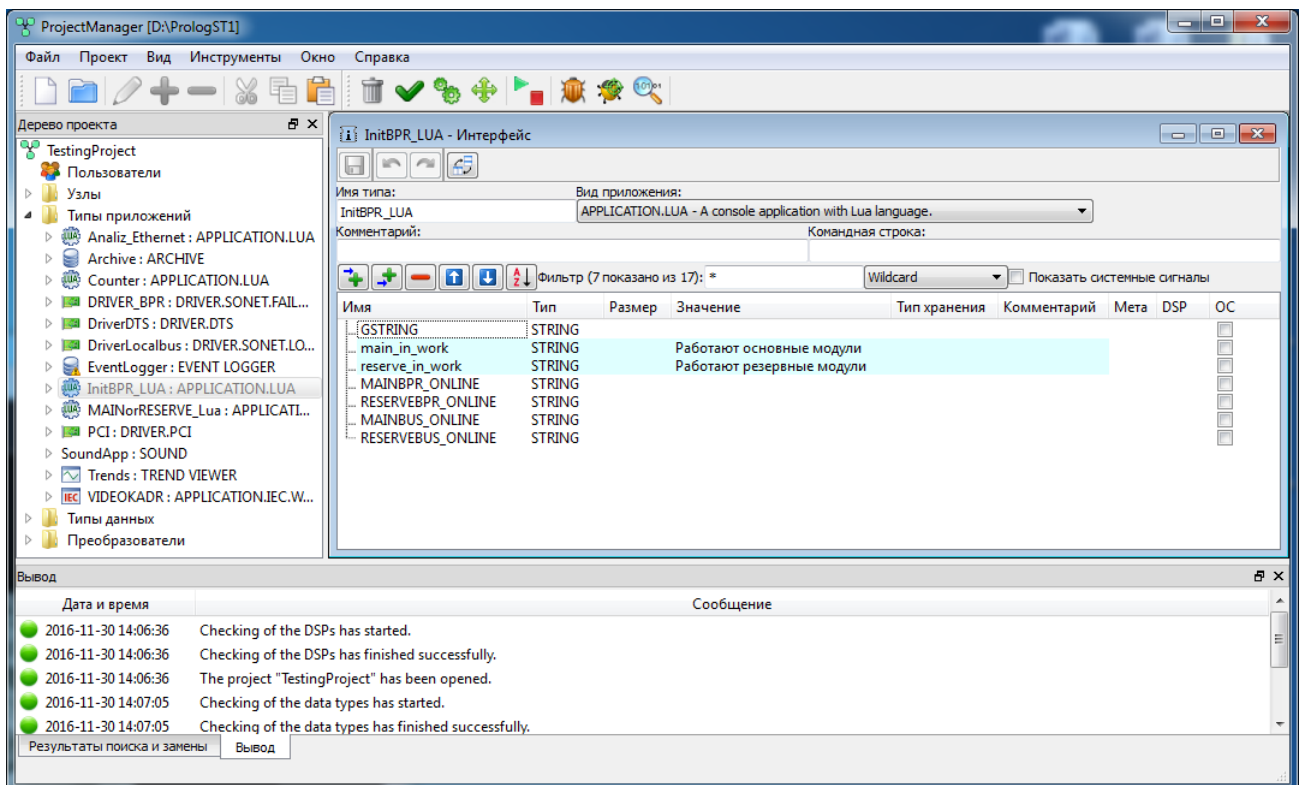 ProjectManager [D:\PrologST1]
Файл Проект Вид Инструменты Окно Справка
Дерево проекта
TestingProject
Пользователи
Узлы
Типы приложений
Analiz_Ethernet : APPLICATION.LUA
Archive : ARCHIVE
Counter : APPLICATION.LUA
DRIVER_BPR : DRIVER.SONET.FAIL...
DriverDTS : DRIVER.DTS
DriverLocalbus : DRIVER.SONET.LO...
EventLogger : EVENT LOGGER
InitBPR_LUA : APPLICATION.LUA
MAINorRESERVE_Lua : APPLICATI...
PCI : DRIVER.PCI
SoundApp : SOUND
Trends : TREND VIEWER
IEC VIDEOKADR : APPLICATION.IEC.W...
Типы данных
Преобразователи
InitBPR_LUA - Интерфейс
Имя типа: Вид приложения:
InitBPR_LUA APPLICATION.LUA - A console application with Lua language.
Комментарий: Командная строка:
Фильтр (7 показано из 17): * Wildcard Показать системные сигналы
Имя Тип Размер Значение Тип хранения Комментарий Мета DSP ОС
GSTRING STRING
main_in_work STRING Работают основные модули
reserve_in_work STRING Работают резервные модули
MAINBPR_ONLINE STRING
RESERVEBPR_ONLINE STRING
MAINBUS_ONLINE STRING
RESERVEBUS_ONLINE STRING
Вывод
Дата и время Сообщение
2016-11-30 14:06:36 Checking of the DSPs has started.
2016-11-30 14:06:36 Checking of the DSPs has finished successfully.
2016-11-30 14:06:36 The project "TestingProject" has been opened.
2016-11-30 14:07:05 Checking of the data types has started.
2016-11-30 14:07:05 Checking of the data types has finished successfully.
Результаты поиска и замены Вывод